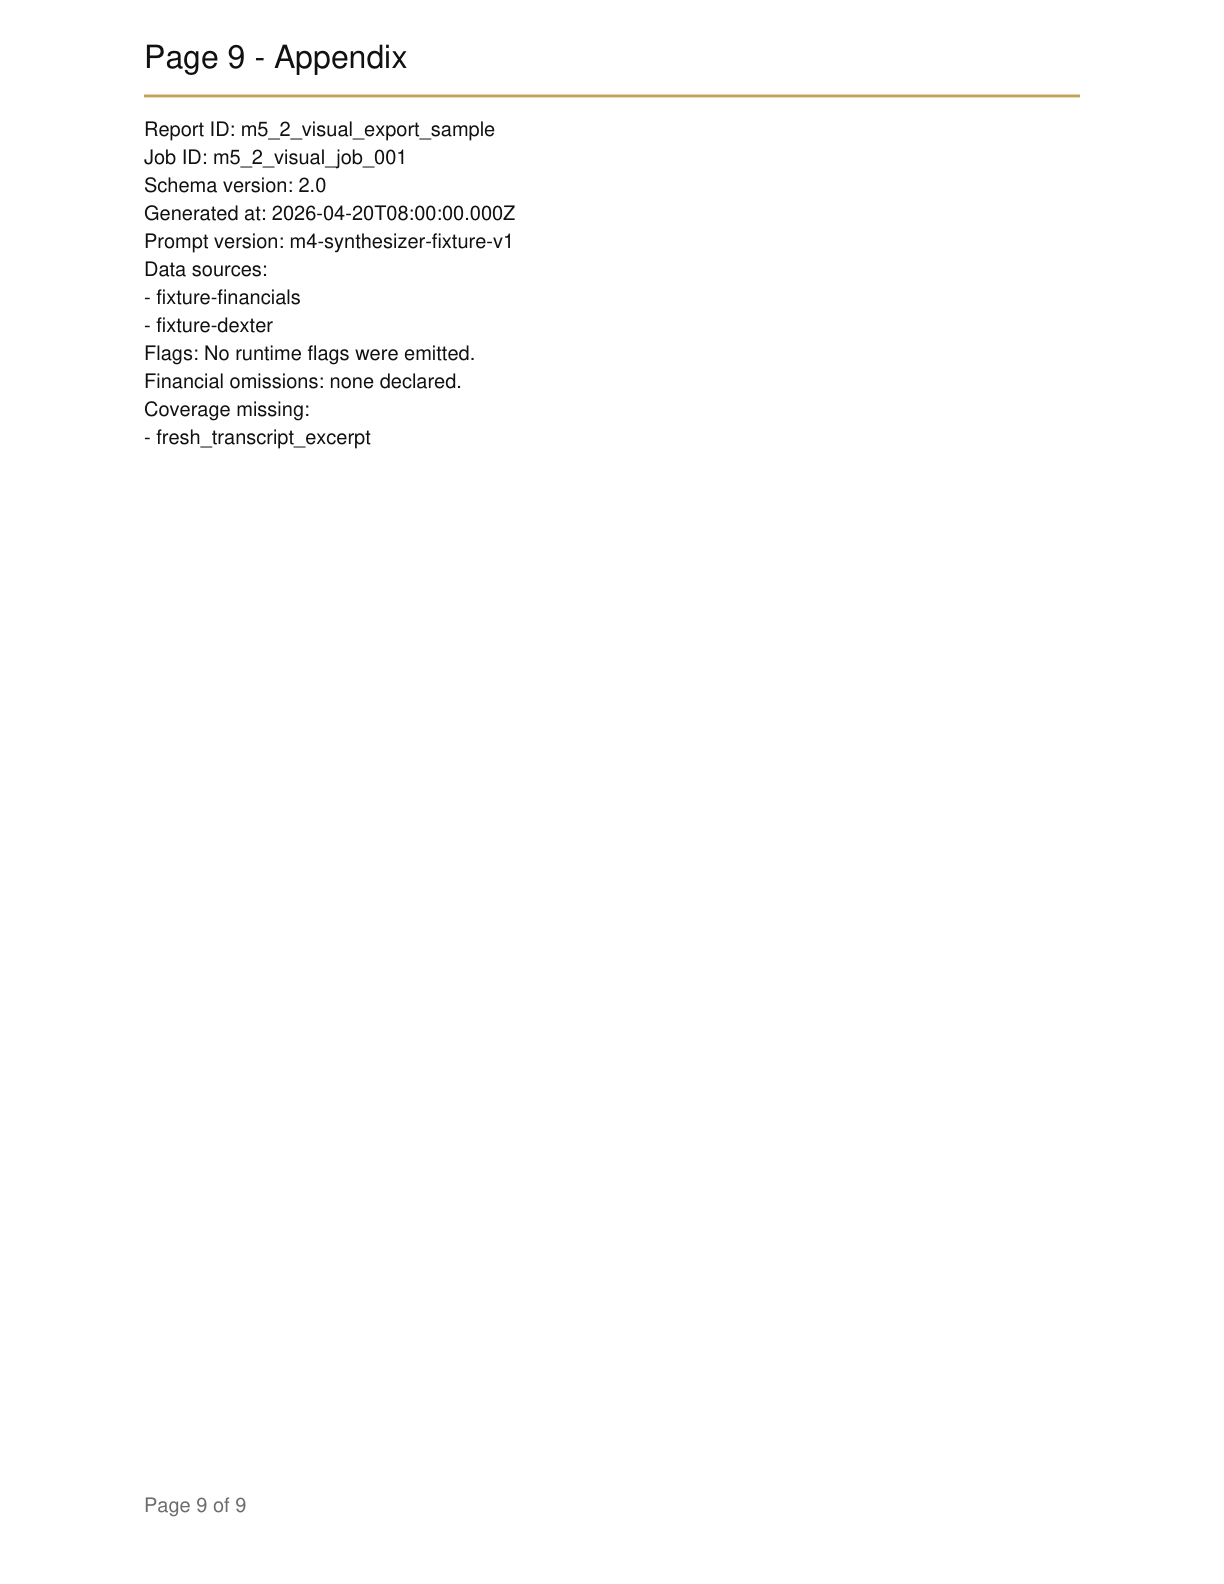 Page 9 - Appendix
Report ID: m5_2_visual_export_sample
Job ID: m5_2_visual_job_001
Schema version: 2.0
Generated at: 2026-04-20T08:00:00.000Z
Prompt version: m4-synthesizer-fixture-v1
Data sources:
- fixture-financials
- fixture-dexter
Flags: No runtime flags were emitted.
Financial omissions: none declared.
Coverage missing:
- fresh_transcript_excerpt
Page 9 of 9